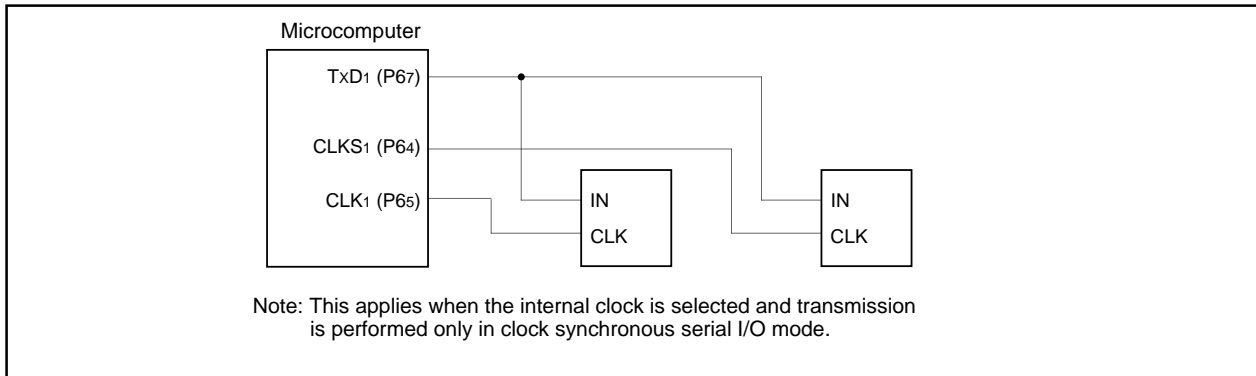 Microcomputer
TXD1 (P67)
CLKS1 (P64)
CLK1 (P65)
IN
CLK
IN
CLK
Note: This applies when the internal clock is selected and transmission
is performed only in clock synchronous serial I/O mode.